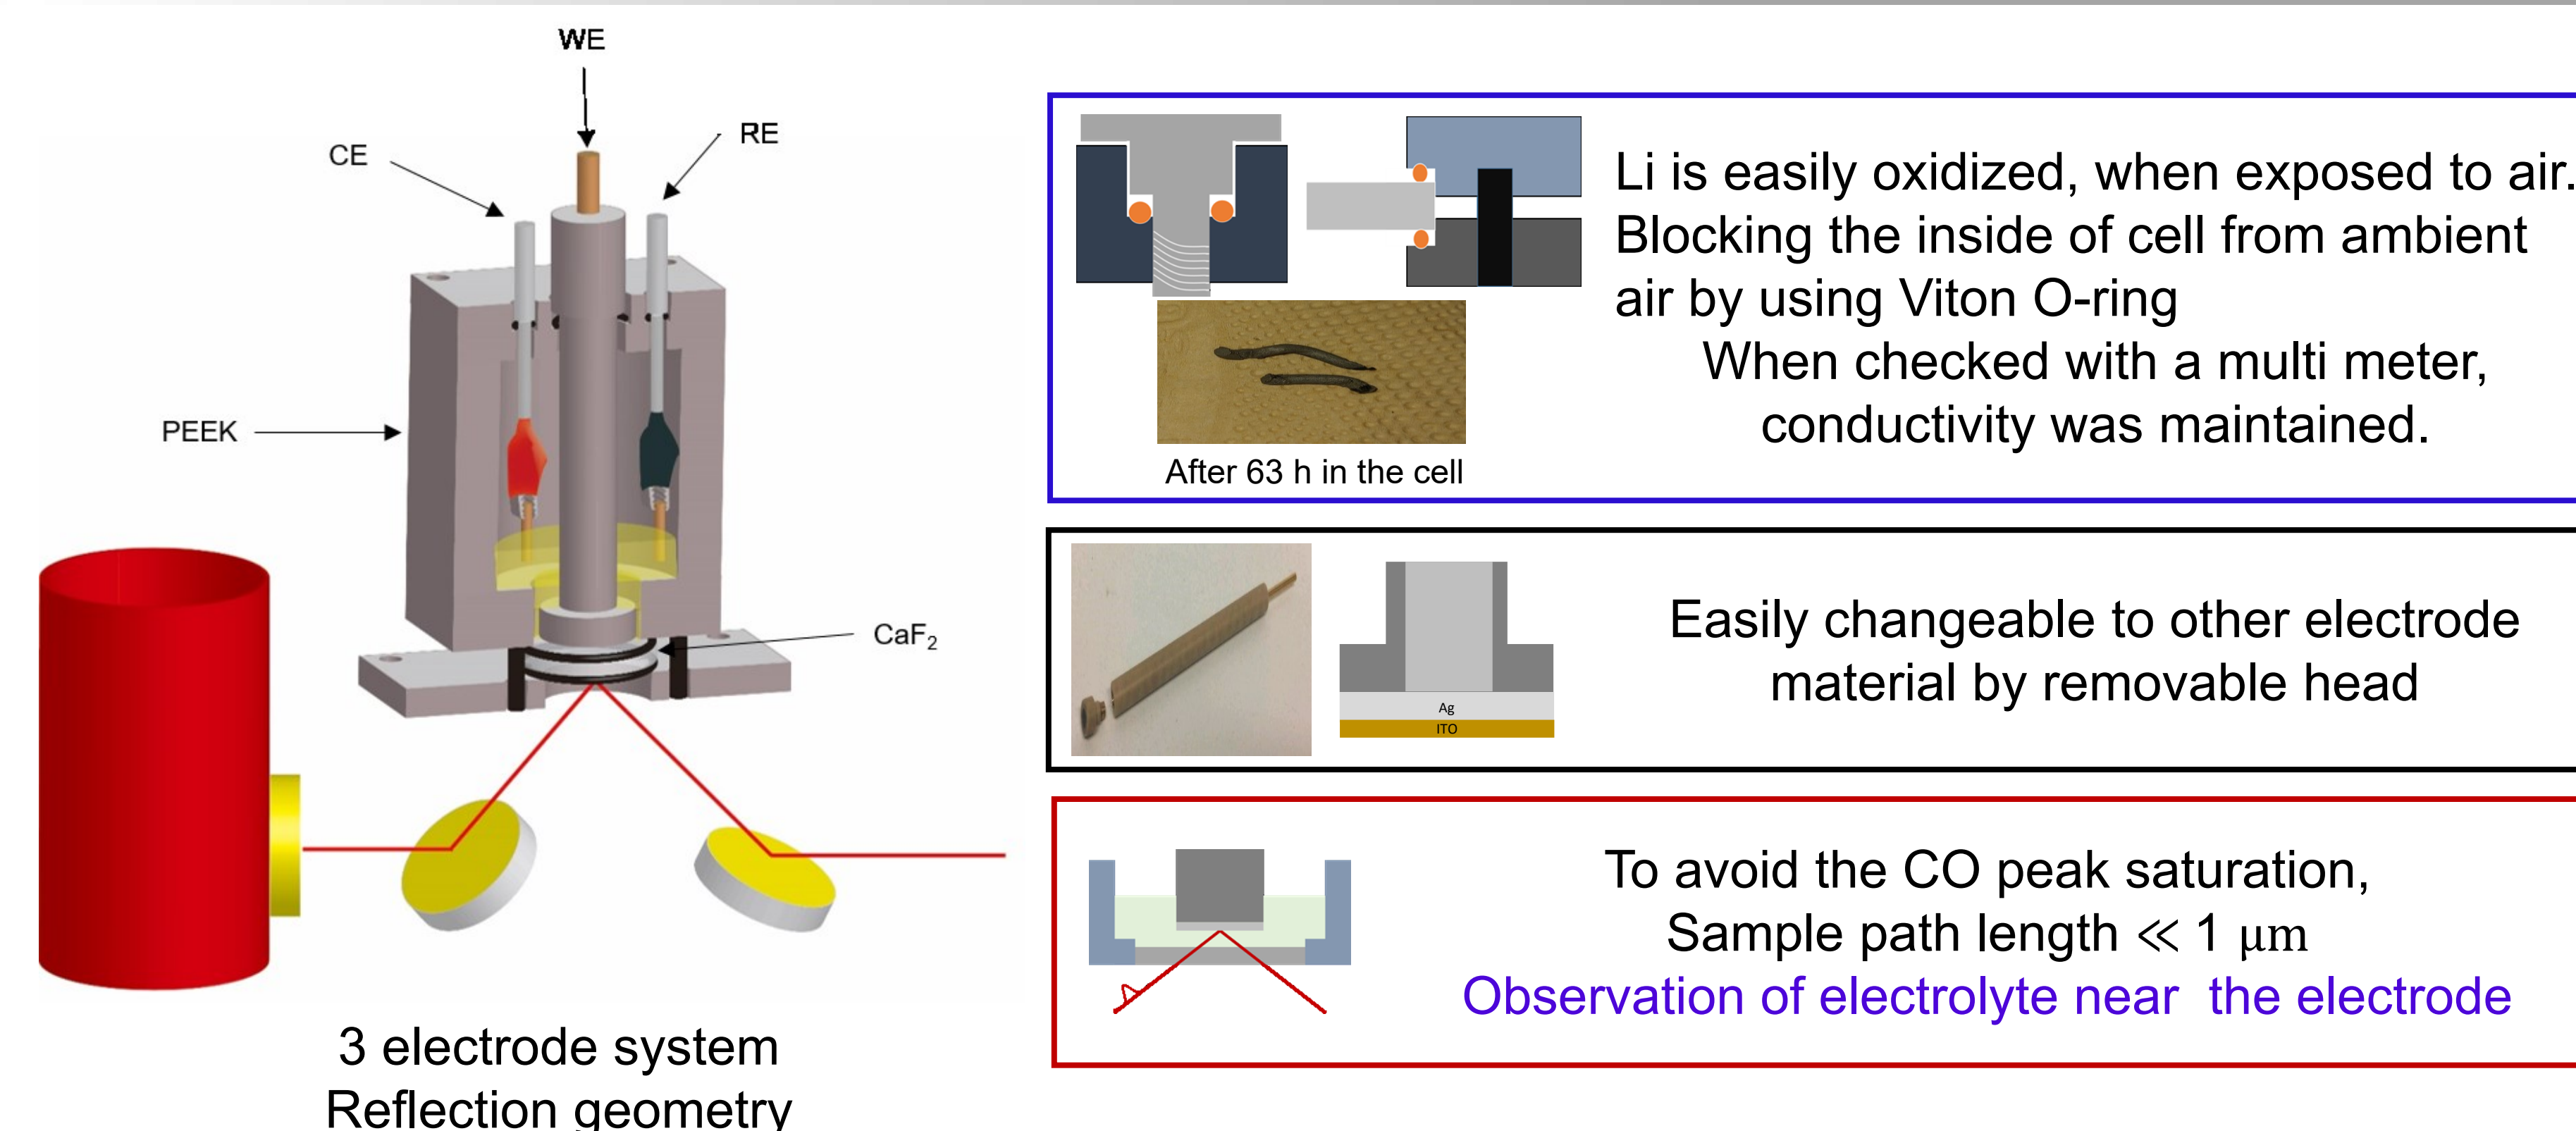 WE
CE
RE
PEEK
CaF₂
3 electrode system
Reflection geometry
Li is easily oxidized, when exposed to air.
Blocking the inside of cell from ambient
air by using Viton O-ring
When checked with a multi meter,
conductivity was maintained.
After 63 h in the cell
Easily changeable to other electrode
material by removable head
Ag
ITO
To avoid the CO peak saturation,
Sample path length ≪ 1 μm
Observation of electrolyte near the electrode